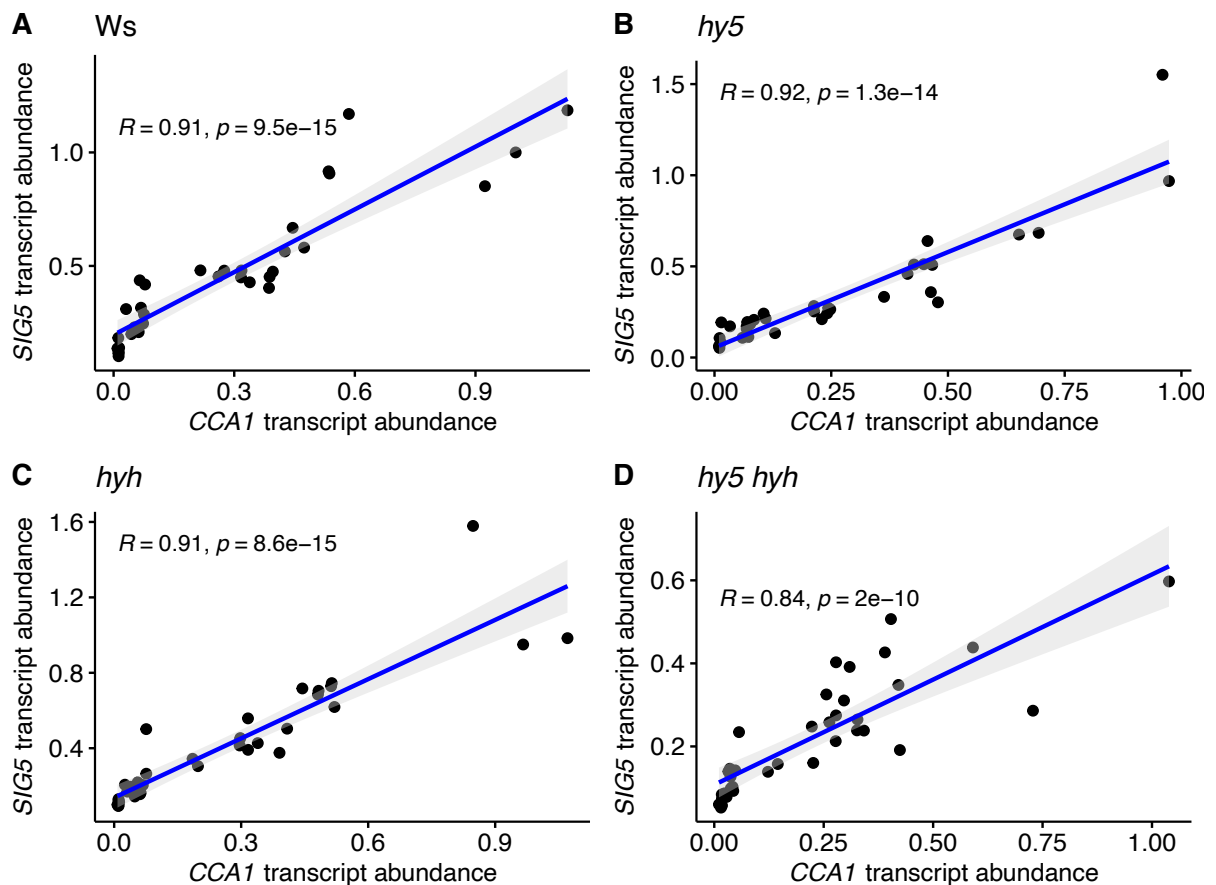 A Ws
SIG5 transcript abundance
R = 0.91, p = 9.5e−15
1.0
0.5
0.0 0.3 0.6 0.9
CCA1 transcript abundance
B hy5
SIG5 transcript abundance
R = 0.92, p = 1.3e−14
1.5
1.0
0.5
0.0
0.00 0.25 0.50 0.75 1.00
CCA1 transcript abundance
C hyh
SIG5 transcript abundance
R = 0.91, p = 8.6e−15
1.6
1.2
0.8
0.4
0.0 0.3 0.6 0.9
CCA1 transcript abundance
D hy5 hyh
SIG5 transcript abundance
R = 0.84, p = 2e−10
0.6
0.4
0.2
0.00 0.25 0.50 0.75 1.00
CCA1 transcript abundance